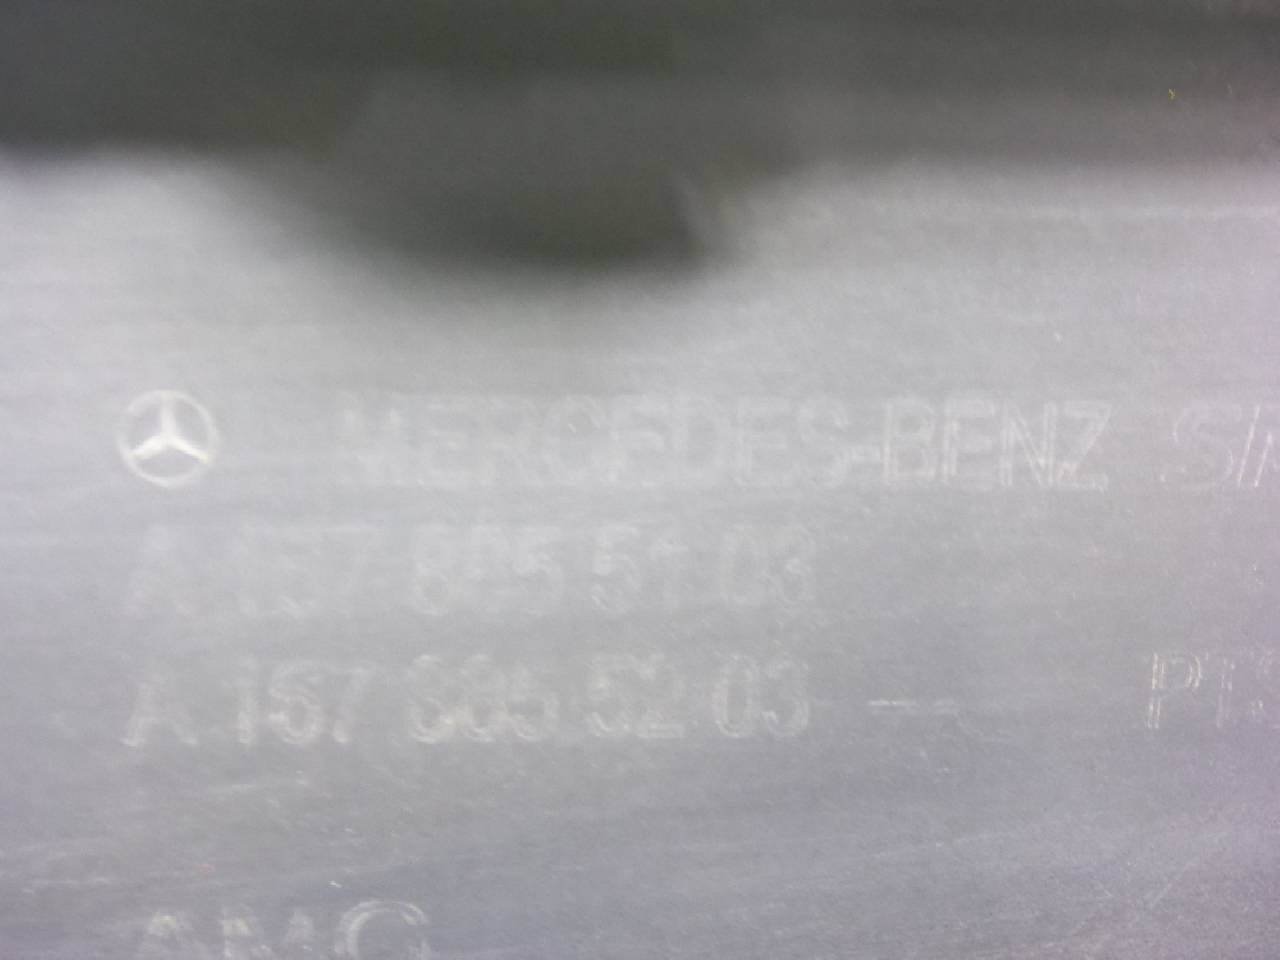 MERCEDES-BENZ
A 167 885 51 03
A 167 885 52 03 -
AMG